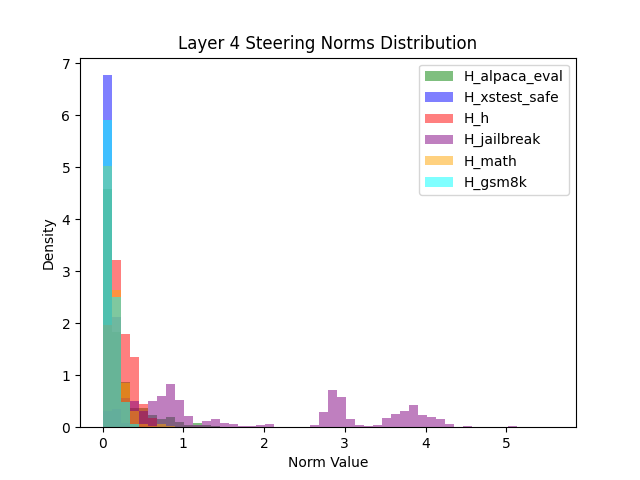 Layer 4 Steering Norms Distribution
7
6
5
4
3
2
1
0
Density
H_alpaca_eval
H_xstest_safe
H_h
H_jailbreak
H_math
H_gsm8k
0 1 2 3 4 5
Norm Value